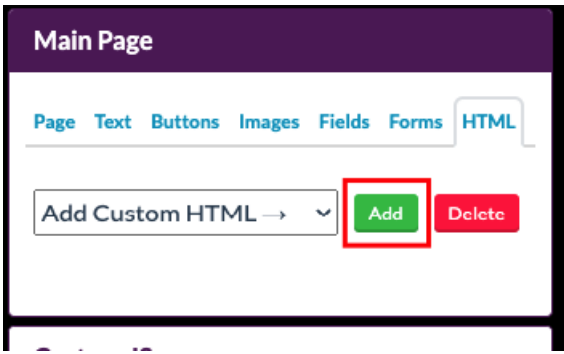 Main Page
Page Text Buttons Images Fields Forms HTML
Add Custom HTML → Add Delete